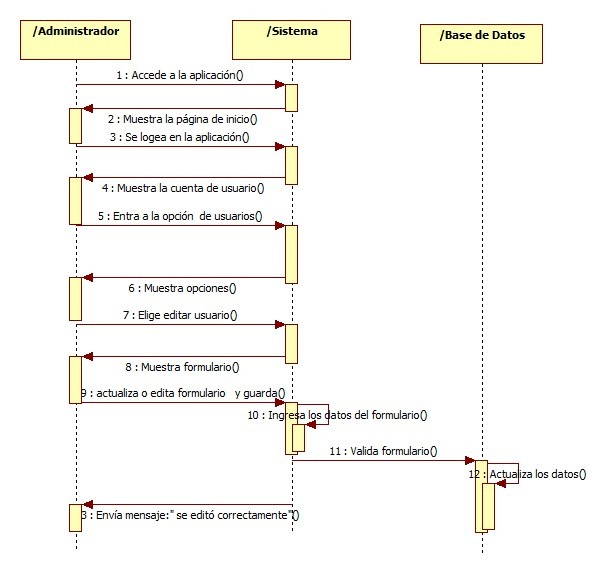 /Administrador
/Sistema
/Base de Datos
1 : Accede a la aplicación()
2 : Muestra la página de inicio()
3 : Se logea en la aplicación()
4 : Muestra la cuenta de usuario()
5 : Entra a la opción de usuarios()
6 : Muestra opciones()
7 : Elige editar usuario()
8 : Muestra formulario()
9 : actualiza o edita formulario y guarda()
10 : Ingresa los datos del formulario()
11 : Valida formulario()
12 : Actualiza los datos()
3 : Envía mensaje:" se editó correctamente"()